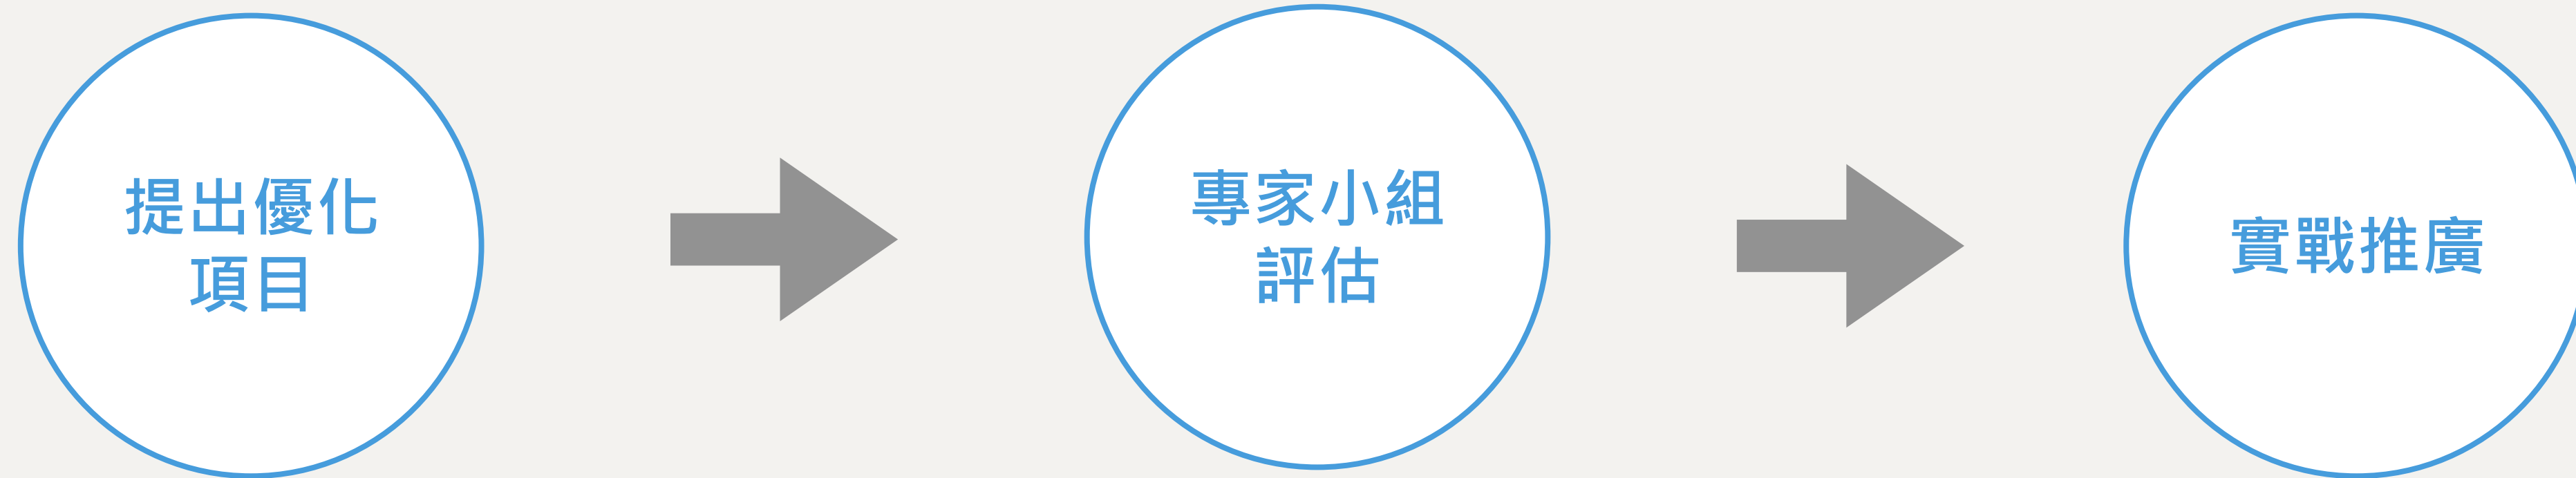 提出優化
項目
專家小組
評估
實戰推廣